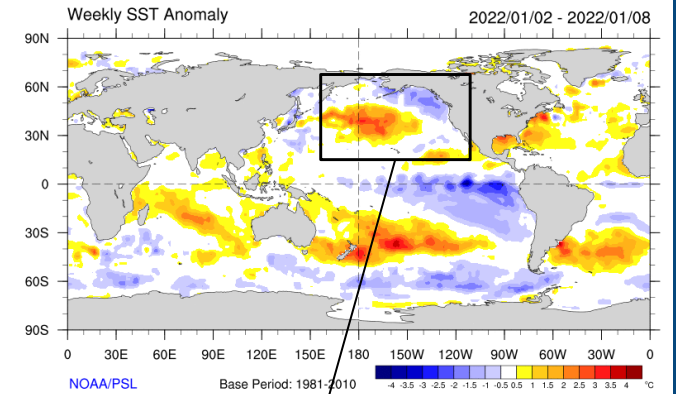 Weekly SST Anomaly
2022/01/02 - 2022/01/08
90N
60N
30N
0
30S
60S
90S
0 30E 60E 90E 120E 150E 180 150W 120W 90W 60W 30W 0
NOAA/PSL
Base Period: 1981-2010
-4 -3.5 -3 -2.5 -2 -1.5 -1 -0.5 0.5 1 1.5 2 2.5 3 3.5 4 °C